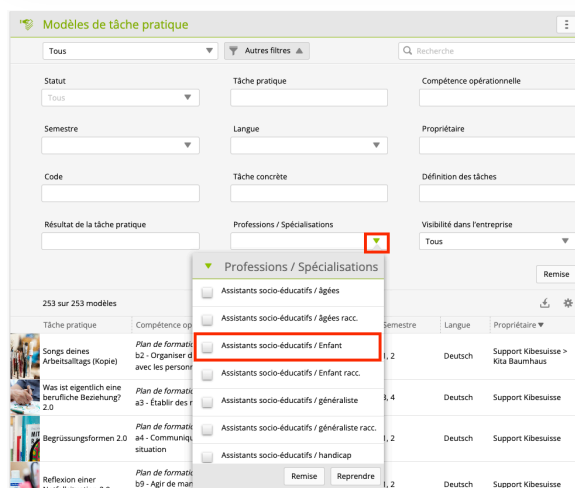 Modèles de tâche pratique
Tous
Autres filtres
Recherche
Statut
Tâche pratique
Compétence opérationnelle
Tous
Semestre
Langue
Propriétaire
Code
Tâche concrète
Définition des tâches
Résultat de la tâche pratique
Professions / Spécialisations
Visibilité dans l'entreprise
Tous
Professions / Spécialisations
Remise
Assistants socio-éducatifs / âgées
253 sur 253 modèles
Assistants socio-éducatifs / âgées racc.
Tâche pratique
Compétence op
Semestre
Langue
Propriétaire
Assistants socio-éducatifs / Enfant
Songs deines
Arbeitsalltags (Kopie)
Plan de formatio
b2 - Organiser d
avec les personn
1, 2
Deutsch
Support Kibesuisse >
Kita Baumhaus
Assistants socio-éducatifs / Enfant racc.
Was ist eigentlich eine
berufliche Beziehung?
2.0
Plan de formatio
a3 - Établir des r
3, 4
Deutsch
Support Kibesuisse
Assistants socio-éducatifs / généraliste
Assistants socio-éducatifs / généraliste racc.
Begrüssungsformen 2.0
Plan de formatio
a4 - Communiqu
situation
1, 2
Deutsch
Support Kibesuisse
Assistants socio-éducatifs / handicap
Remise
Reprendre
Reflexion einer
Plan de formatio
b9 - Agir de man
1, 2
Deutsch
Support Kibesuisse